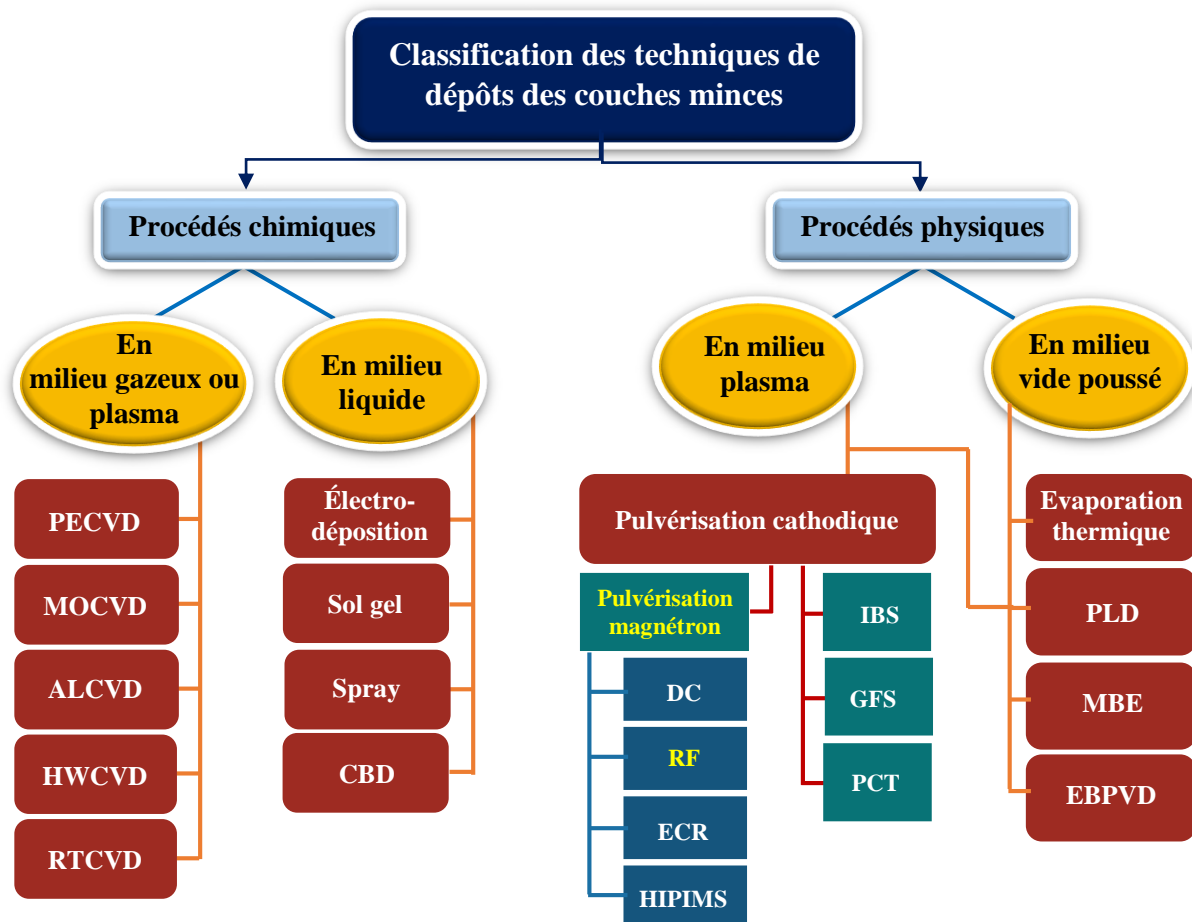 Classification des techniques de
dépôts des couches minces
Procédés chimiques
Procédés physiques
En
milieu gazeux ou
plasma
En milieu
liquide
En milieu
plasma
En milieu
vide poussé
PECVD
MOCVD
ALCVD
HWCVD
RTCVD
Électro-
déposition
Sol gel
Spray
CBD
Pulvérisation cathodique
Pulvérisation
magnétron
DC
RF
ECR
HIPIMS
IBS
GFS
PCT
Evaporation
thermique
PLD
MBE
EBPVD